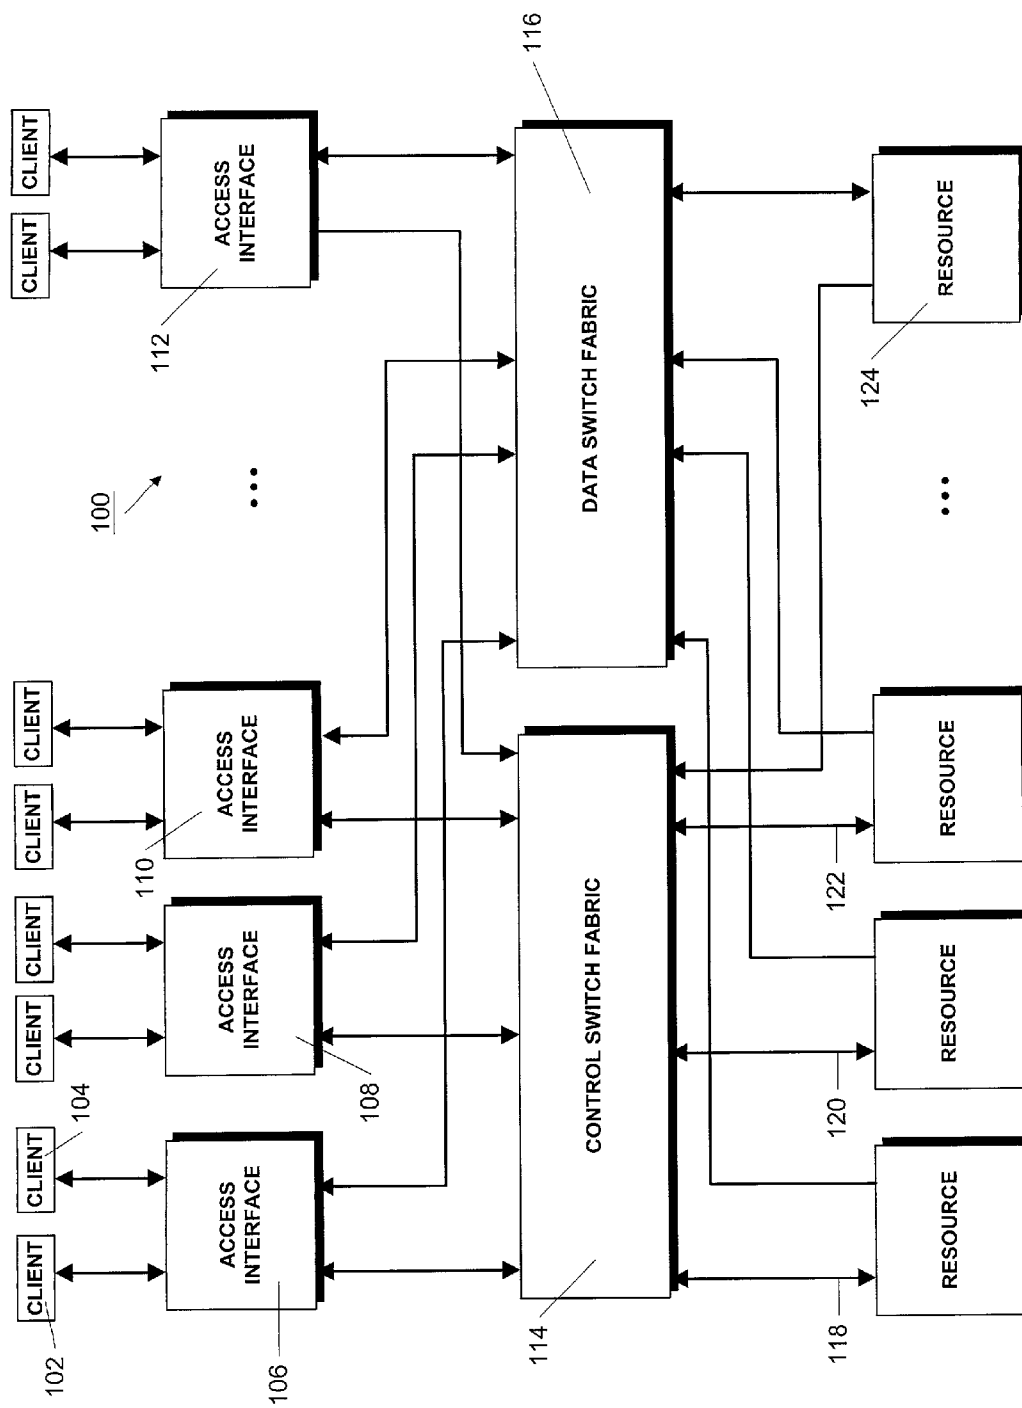 CLIENT
CLIENT
CLIENT
CLIENT
CLIENT
CLIENT
CLIENT
CLIENT
102
104
100
110
112
ACCESS
INTERFACE
ACCESS
INTERFACE
ACCESS
INTERFACE
ACCESS
INTERFACE
...
106
108
114
116
CONTROL SWITCH FABRIC
DATA SWITCH FABRIC
118
120
122
124
RESOURCE
RESOURCE
RESOURCE
...
RESOURCE